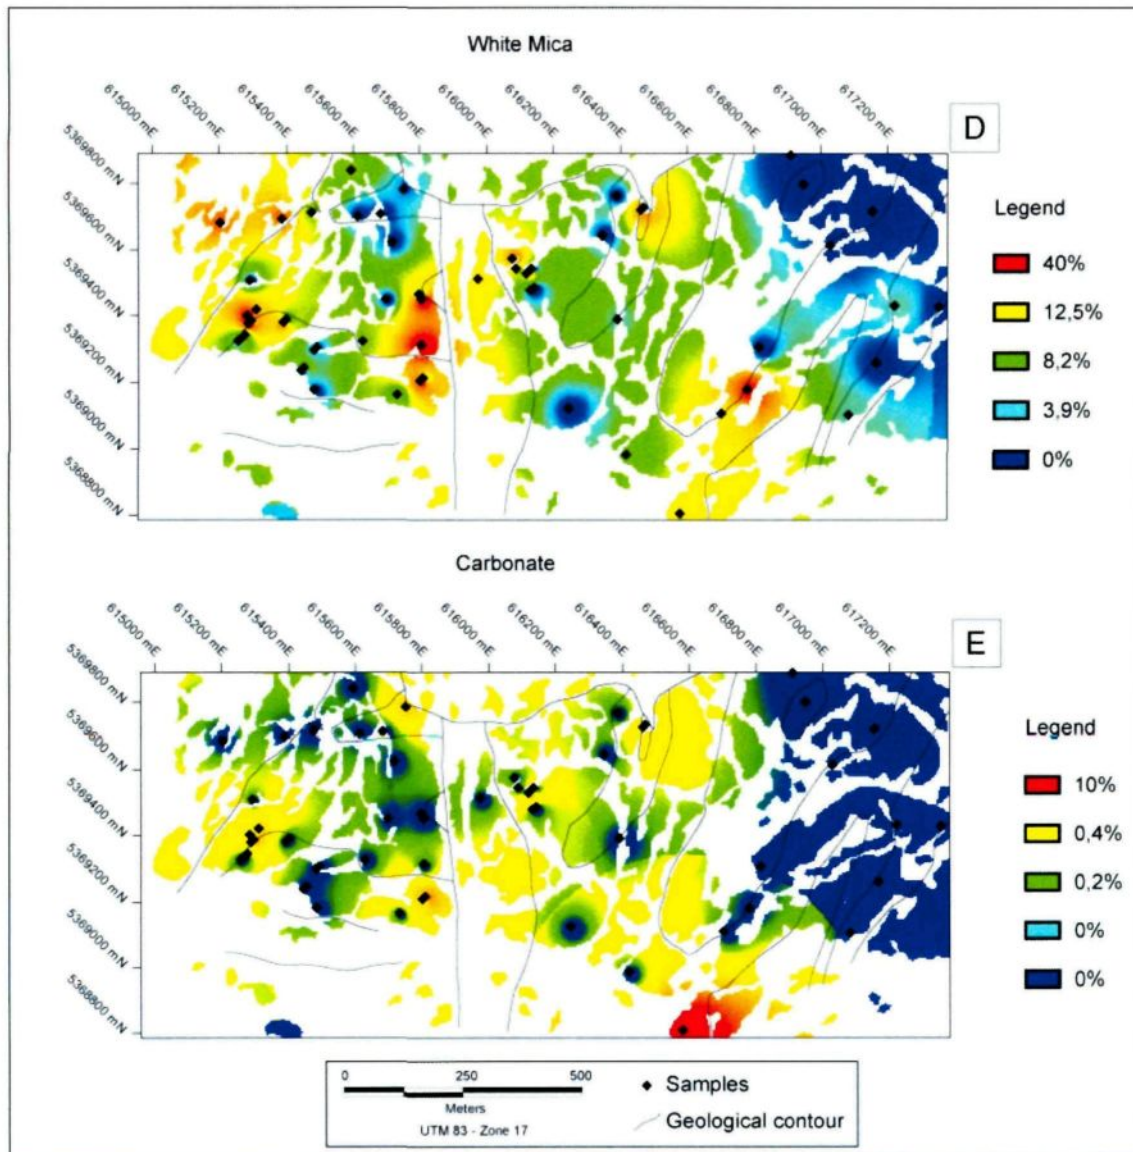 White Mica
615000 mE
615200 mE
615400 mE
615600 mE
615800 mE
616000 mE
616200 mE
616400 mE
616600 mE
616800 mE
617000 mE
617200 mE
D
5369800 mN
5369600 mN
5369400 mN
5369200 mN
5369000 mN
5368800 mN
Legend
40%
12,5%
8,2%
3,9%
0%
Carbonate
615000 mE
615200 mE
615400 mE
615600 mE
615800 mE
616000 mE
616200 mE
616400 mE
616600 mE
616800 mE
617000 mE
617200 mE
E
5369800 mN
5369600 mN
5369400 mN
5369200 mN
5369000 mN
5368800 mN
Legend
10%
0,4%
0,2%
0%
0%
0 250 500
Meters
UTM 83 - Zone 17
Samples
Geological contour